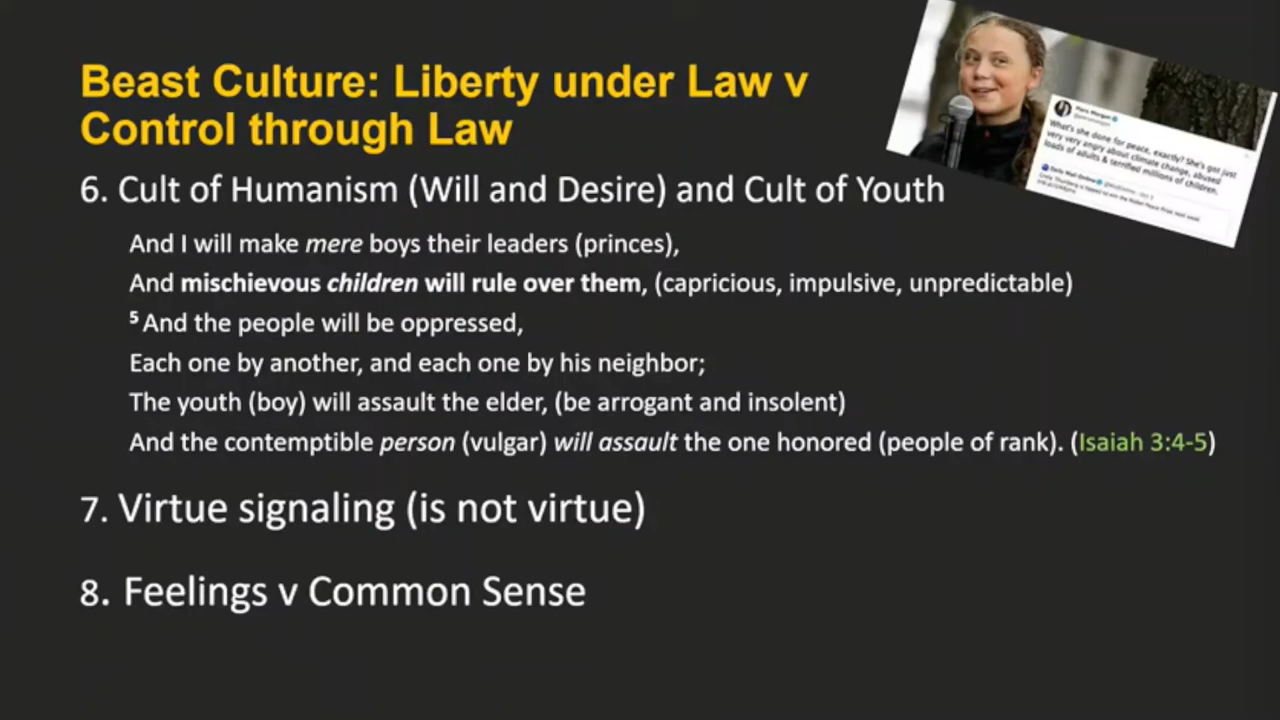 Beast Culture: Liberty under Law v
Control through Law
6. Cult of Humanism (Will and Desire) and Cult of Youth
And I will make mere boys their leaders (princes),
And mischievous children will rule over them, (capricious, impulsive, unpredictable)
5 And the people will be oppressed,
Each one by another, and each one by his neighbor;
The youth (boy) will assault the elder, (be arrogant and insolent)
And the contemptible person (vulgar) will assault the one honored (people of rank). (Isaiah 3:4-5)
7. Virtue signaling (is not virtue)
8. Feelings v Common Sense
Piers Morgan
What's she done for peace, exactly? She's got just
very very angry about climate change, abused
loads of adults & terrified millions of children.
Daily Mail Online